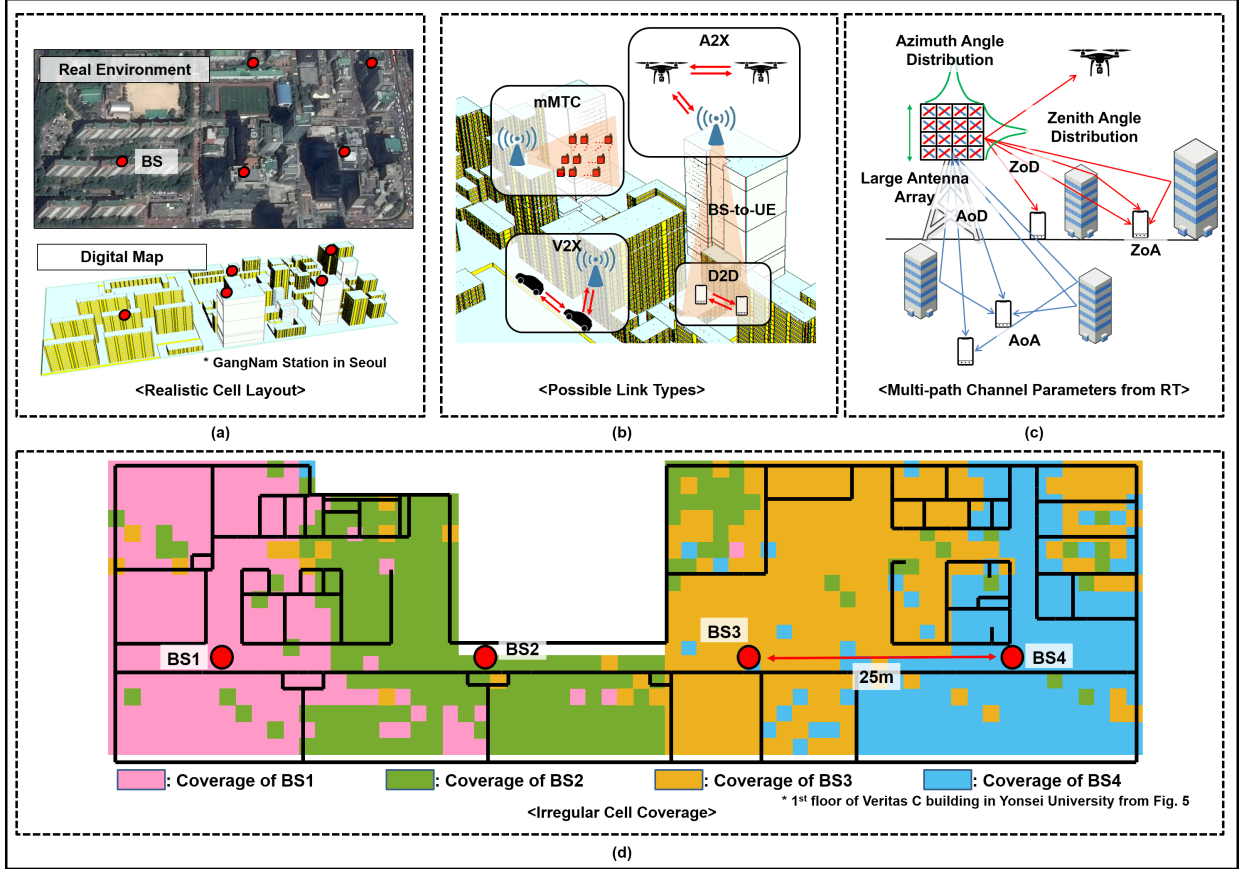 Real Environment
BS
Digital Map
* GangNam Station in Seoul
<Realistic Cell Layout>
(a)
A2X
mMTC
BS-to-UE
V2X
D2D
<Possible Link Types>
(b)
Azimuth Angle
Distribution
Zenith Angle
Distribution
ZoD
Large Antenna
Array
AoD
ZoA
AoA
<Multi-path Channel Parameters from RT>
(c)
BS1
BS2
BS3
BS4
25m
: Coverage of BS1
: Coverage of BS2
: Coverage of BS3
: Coverage of BS4
* 1st floor of Veritas C building in Yonsei University from Fig. 5
<Irregular Cell Coverage>
(d)